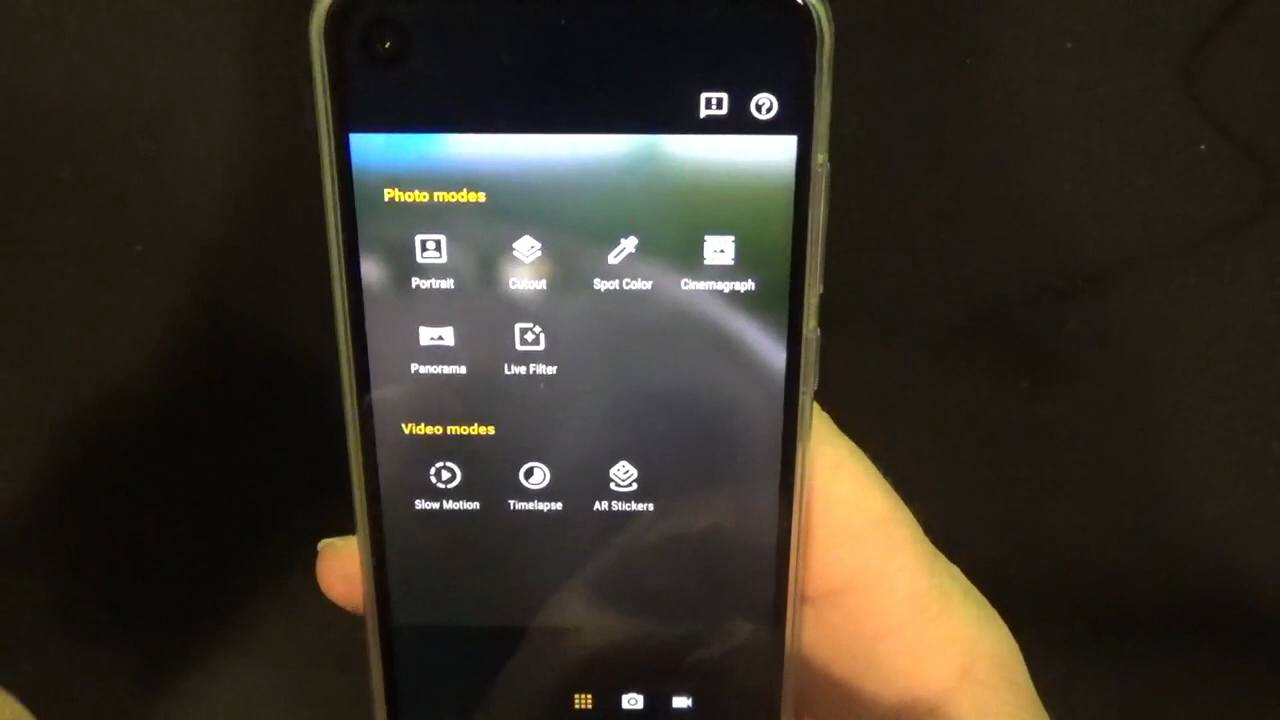 Photo modes
Portrait Cutout Spot Color Cinemagraph
Panorama Live Filter
Video modes
Slow Motion Timelapse AR Stickers